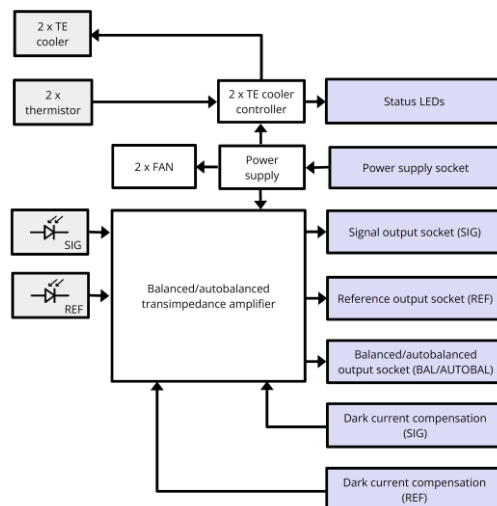 2 x TE
cooler
2 x
thermistor
2 x TE cooler
controller
Status LEDs
2 x FAN
Power
supply
Power supply socket
SIG
Signal output socket (SIG)
Balanced/autobalanced
transimpedance amplifier
REF
Reference output socket (REF)
Balanced/autobalanced
output socket (BAL/AUTOBAL)
Dark current compensation
(SIG)
Dark current compensation
(REF)